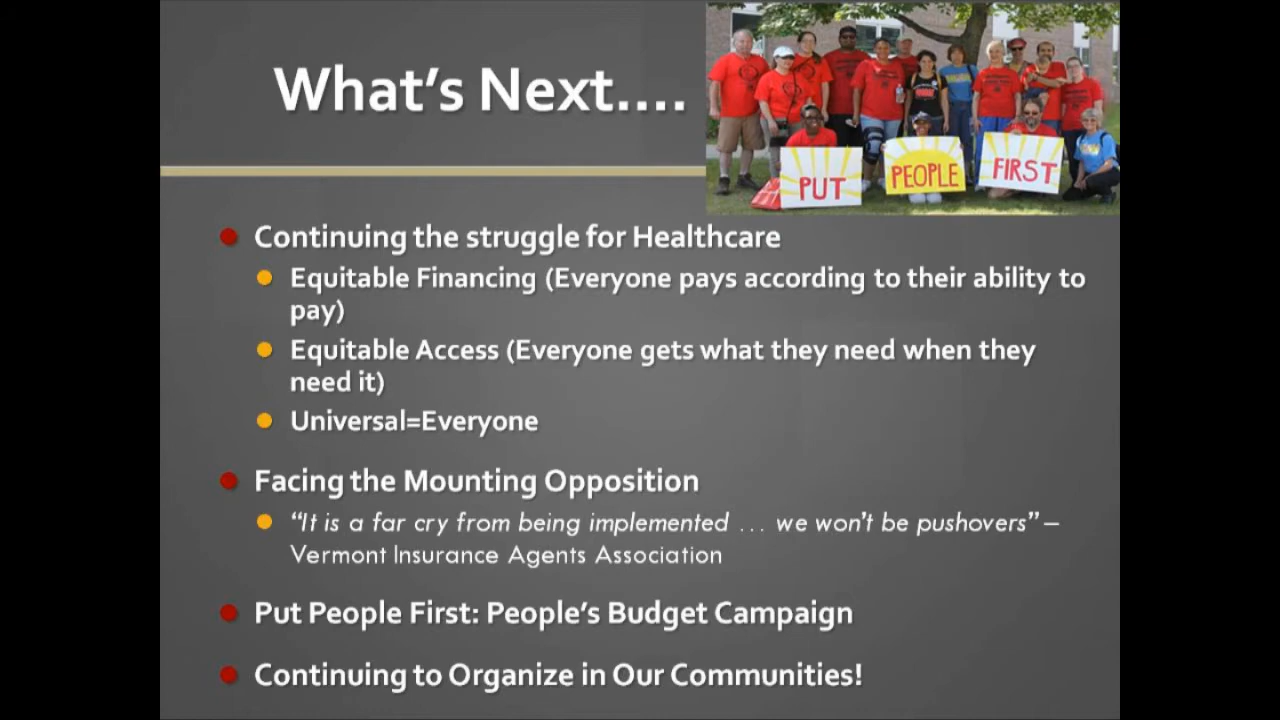 What's Next....
PUT
PEOPLE
FIRST
Continuing the struggle for Healthcare
Equitable Financing (Everyone pays according to their ability to
pay)
Equitable Access (Everyone gets what they need when they
need it)
Universal=Everyone
Facing the Mounting Opposition
“It is a far cry from being implemented … we won’t be pushovers” –
Vermont Insurance Agents Association
Put People First: People’s Budget Campaign
Continuing to Organize in Our Communities!